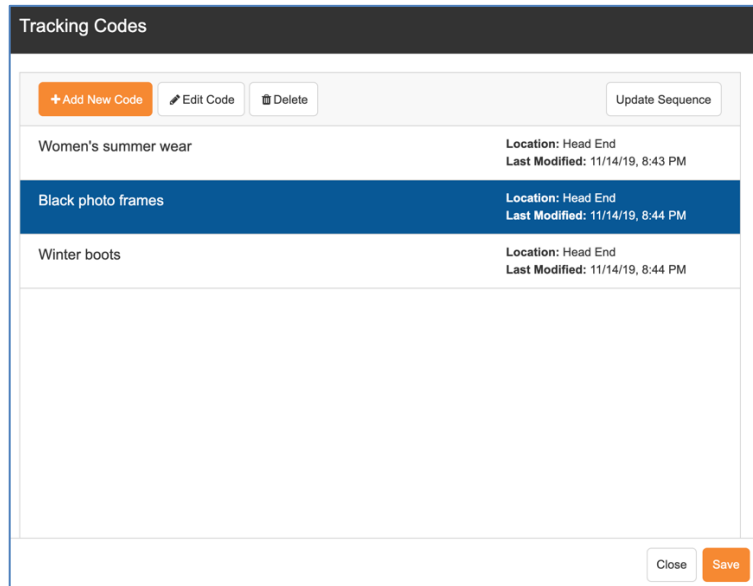 Tracking Codes
+ Add New Code Edit Code Delete Update Sequence
Women's summer wear
Location: Head End
Last Modified: 11/14/19, 8:43 PM
Black photo frames
Location: Head End
Last Modified: 11/14/19, 8:44 PM
Winter boots
Location: Head End
Last Modified: 11/14/19, 8:44 PM
Close Save